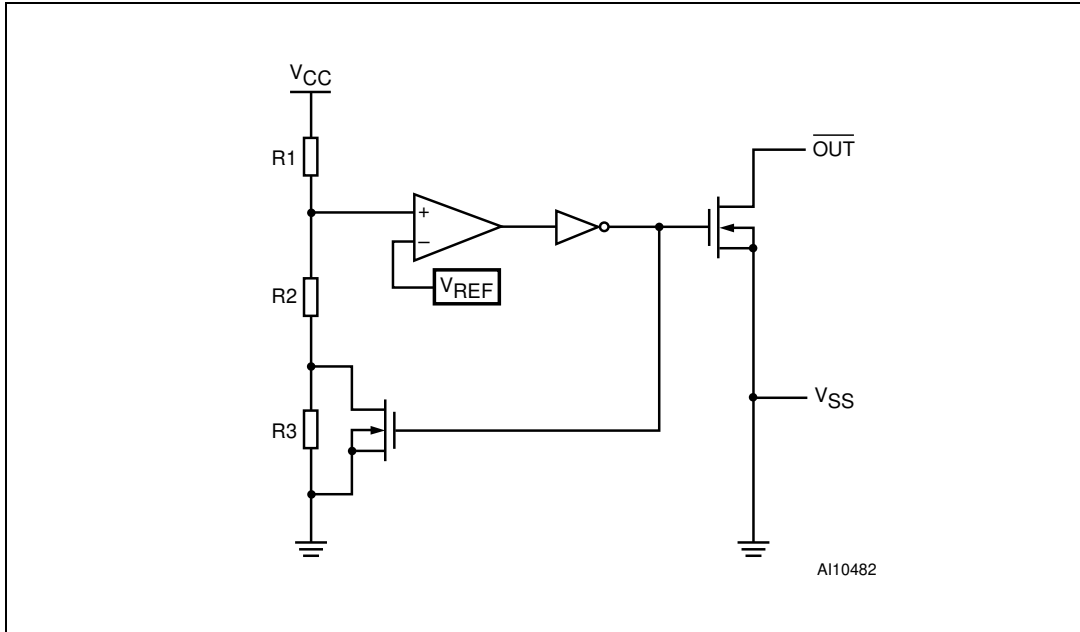 VCC
R1
OUT
+
–
R2
VREF
R3
VSS
AI10482